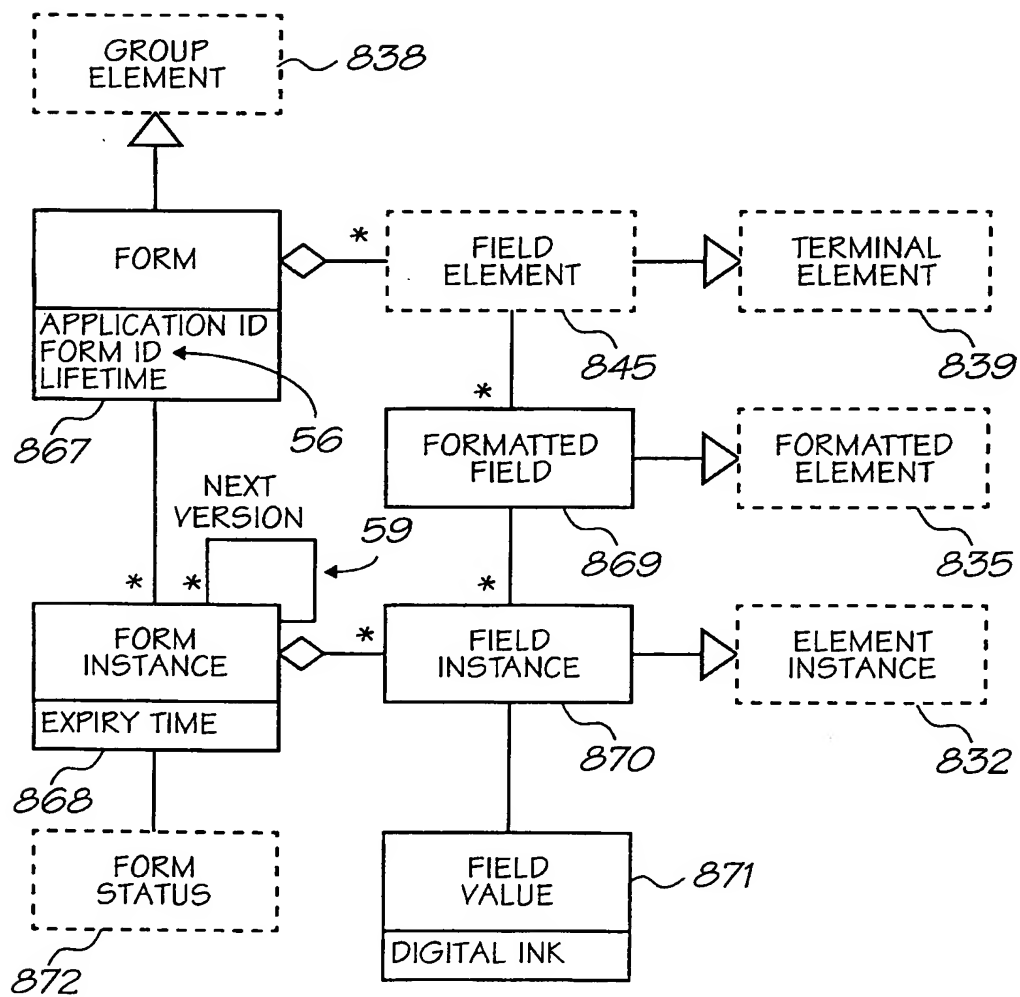 GROUP
ELEMENT
838
FORM
*
FIELD
ELEMENT
TERMINAL
ELEMENT
APPLICATION ID
FORM ID
LIFETIME
845
839
*
867
56
FORMATTED
FIELD
FORMATTED
ELEMENT
NEXT
VERSION
59
869
835
*
*
*
FORM
INSTANCE
*
FIELD
INSTANCE
ELEMENT
INSTANCE
EXPIRY TIME
870
832
868
FORM
STATUS
FIELD
VALUE
871
DIGITAL INK
872